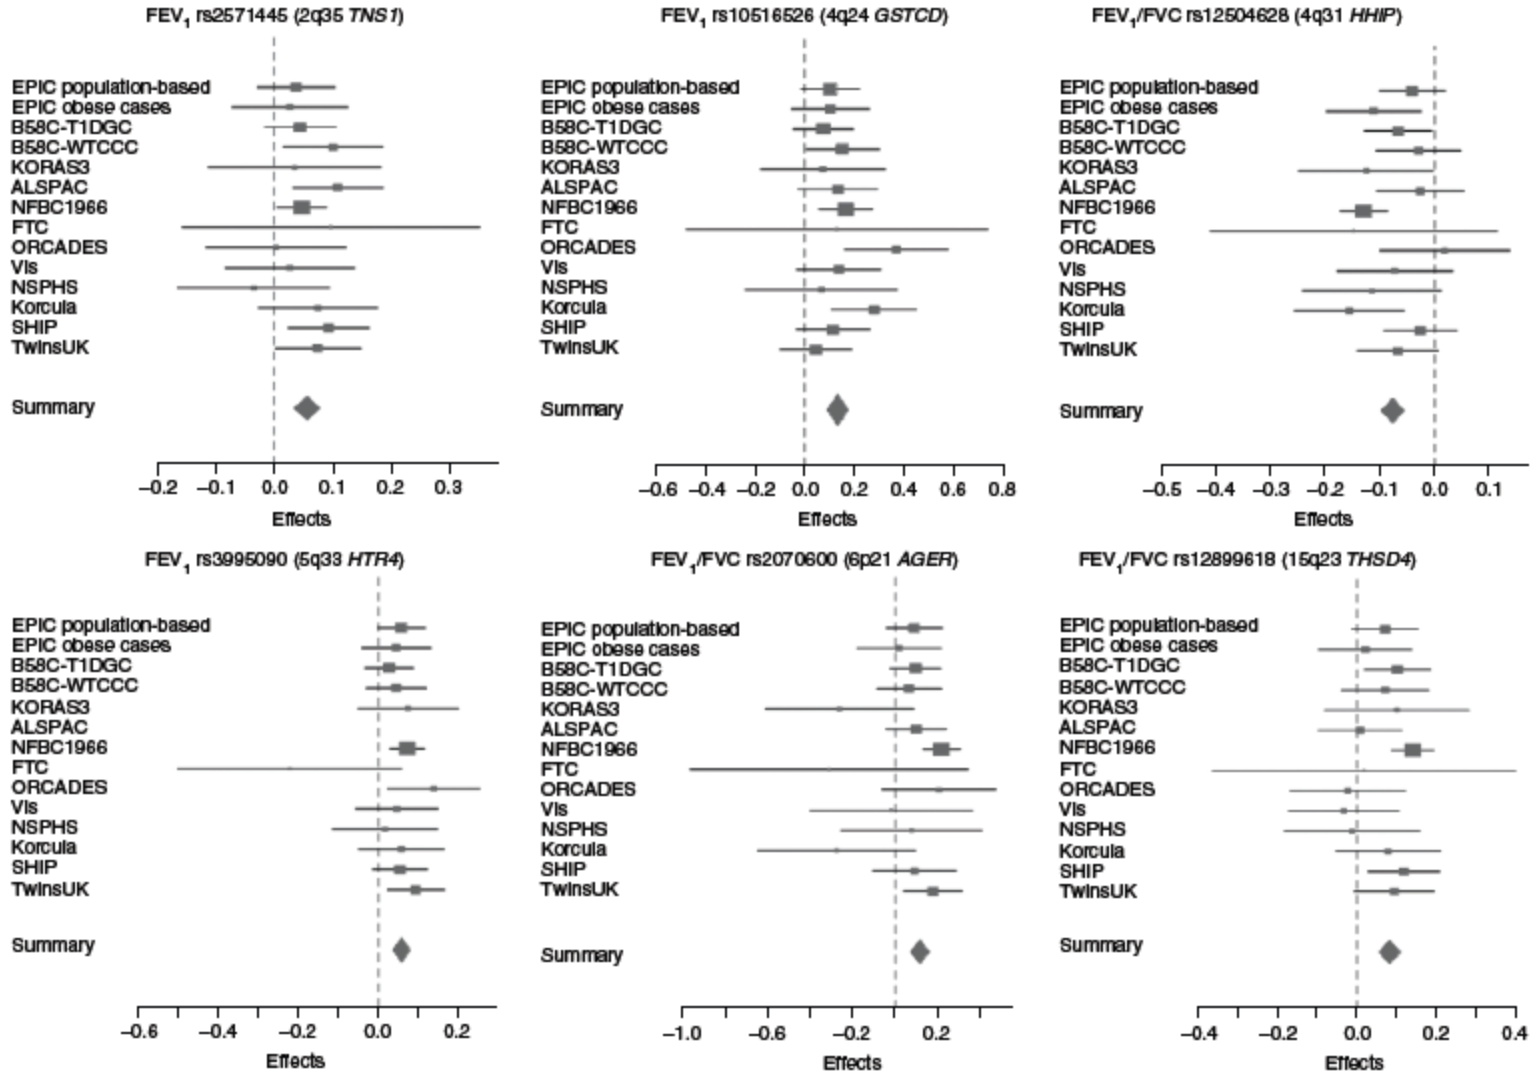 FEV1 rs2571445 (2q35 TNS1)
EPIC population-based
EPIC obese cases
B58C-T1DGC
B58C-WTCCC
KORAS3
ALSPAC
NFBC1966
FTC
ORCADES
Vis
NSPHS
Korcula
SHIP
TwinsUK
Summary
−0.2 −0.1 0.0 0.1 0.2 0.3
Effects
FEV1 rs10516526 (4q24 GSTCD)
EPIC population-based
EPIC obese cases
B58C-T1DGC
B58C-WTCCC
KORAS3
ALSPAC
NFBC1966
FTC
ORCADES
Vis
NSPHS
Korcula
SHIP
TwinsUK
Summary
−0.6 −0.4 −0.2 0.0 0.2 0.4 0.6 0.8
Effects
FEV1/FVC rs12504628 (4q31 HHIP)
EPIC population-based
EPIC obese cases
B58C-T1DGC
B58C-WTCCC
KORAS3
ALSPAC
NFBC1966
FTC
ORCADES
Vis
NSPHS
Korcula
SHIP
TwinsUK
Summary
−0.5 −0.4 −0.3 −0.2 −0.1 0.0 0.1
Effects
FEV1 rs3995090 (5q33 HTR4)
EPIC population-based
EPIC obese cases
B58C-T1DGC
B58C-WTCCC
KORAS3
ALSPAC
NFBC1966
FTC
ORCADES
Vis
NSPHS
Korcula
SHIP
TwinsUK
Summary
−0.6 −0.4 −0.2 0.0 0.2
Effects
FEV1/FVC rs2070600 (6p21 AGER)
EPIC population-based
EPIC obese cases
B58C-T1DGC
B58C-WTCCC
KORAS3
ALSPAC
NFBC1966
FTC
ORCADES
Vis
NSPHS
Korcula
SHIP
TwinsUK
Summary
−1.0 −0.6 −0.2 0.2
Effects
FEV1/FVC rs12899618 (15q23 THSD4)
EPIC population-based
EPIC obese cases
B58C-T1DGC
B58C-WTCCC
KORAS3
ALSPAC
NFBC1966
FTC
ORCADES
Vis
NSPHS
Korcula
SHIP
TwinsUK
Summary
−0.4 −0.2 0.0 0.2 0.4
Effects